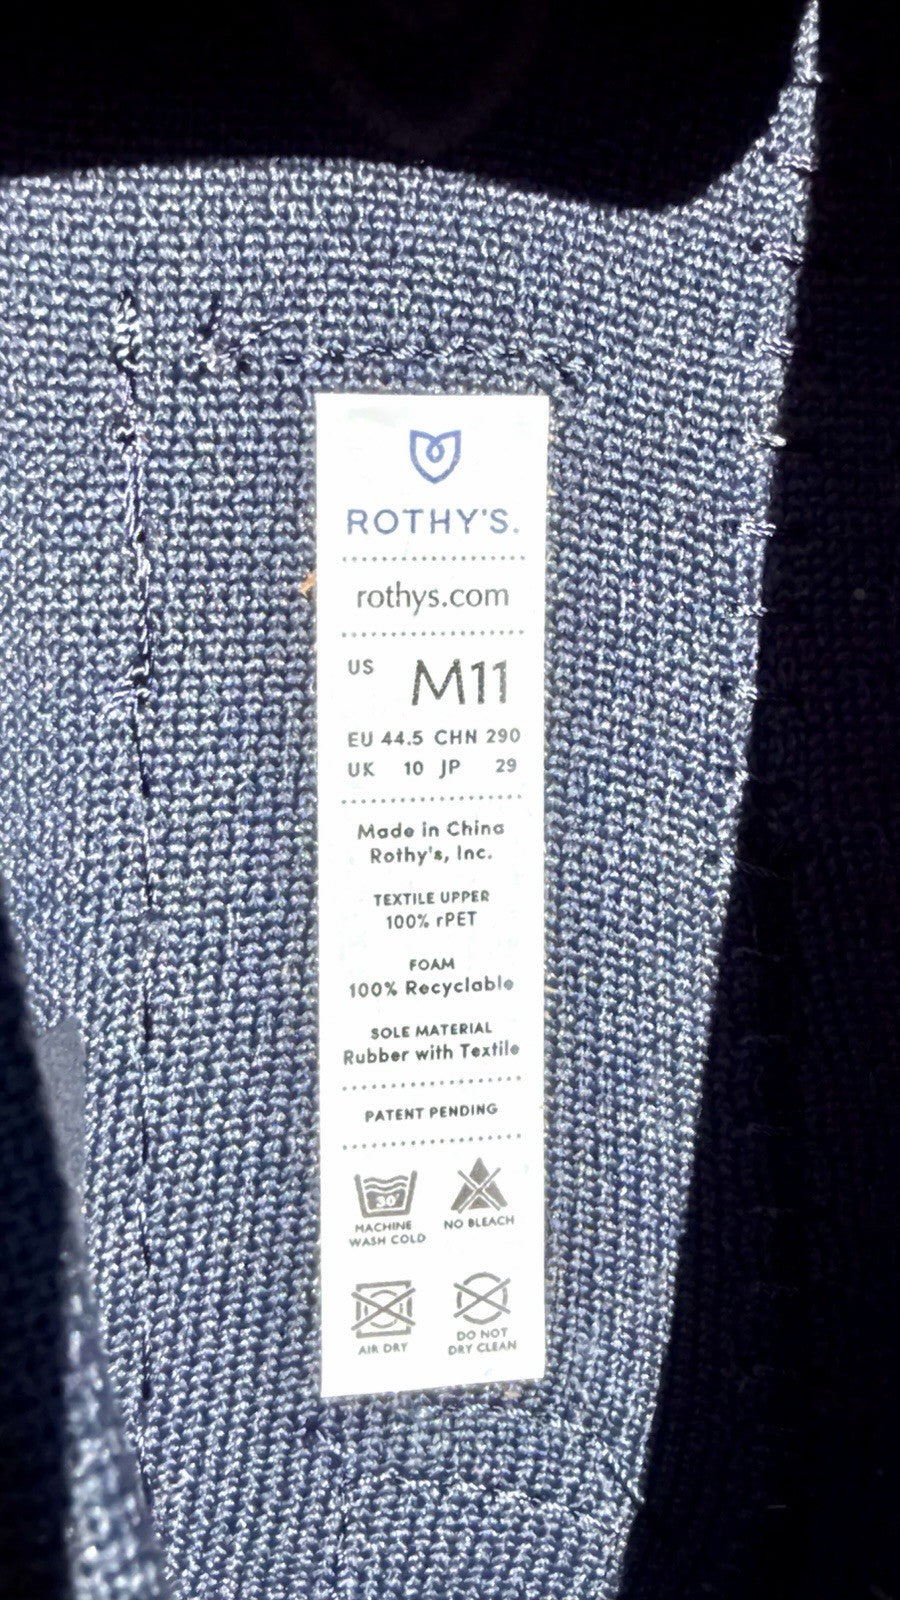 ROTHY'S.
rothys.com
US M11
EU 44.5 CHN 290
UK 10 JP 29
Made in China
Rothy's, Inc.
TEXTILE UPPER
100% rPET
FOAM
100% Recyclable
SOLE MATERIAL
Rubber with Textile
PATENT PENDING
30°
MACHINE
WASH COLD
NO BLEACH
AIR DRY
DO NOT
DRY CLEAN